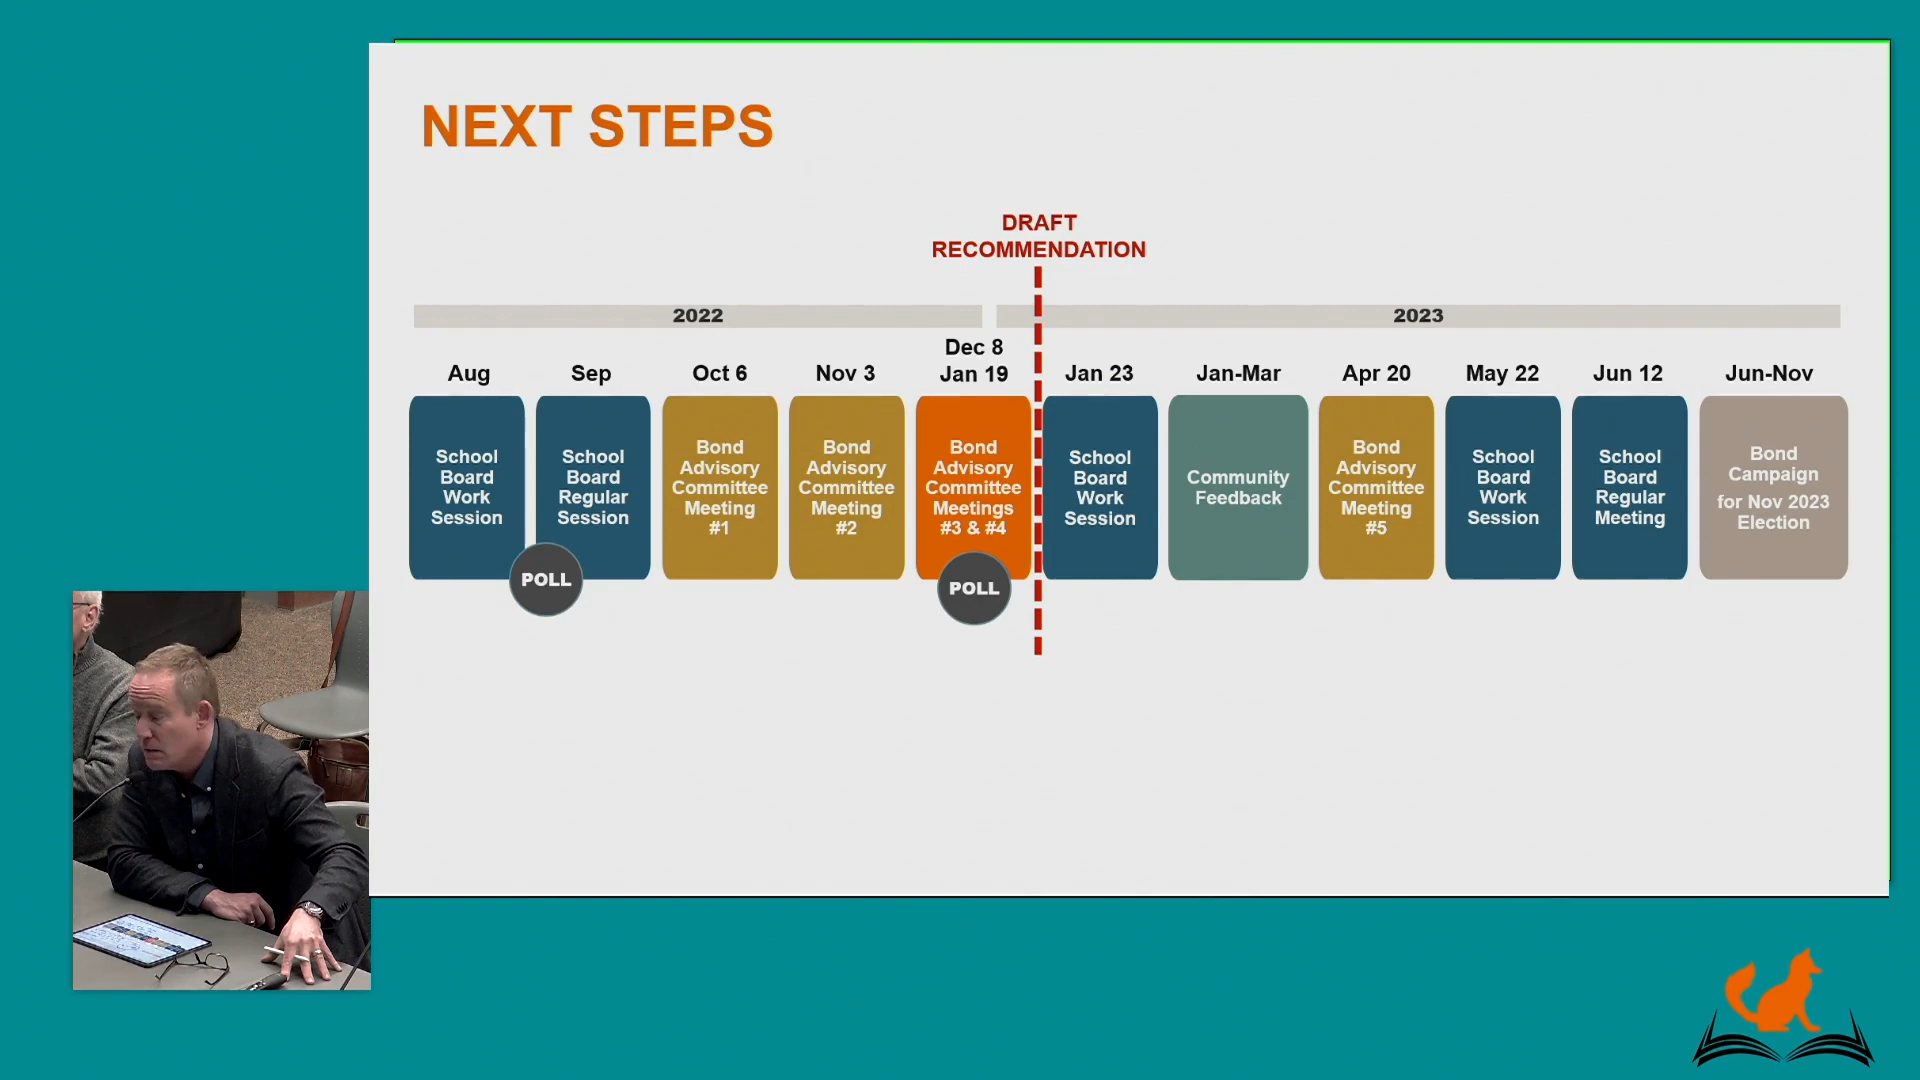 NEXT STEPS
DRAFT
RECOMMENDATION
2022
2023
Aug
Sep
Oct 6
Nov 3
Dec 8
Jan 19
Jan 23
Jan-Mar
Apr 20
May 22
Jun 12
Jun-Nov
School
Board
Work
Session
School
Board
Regular
Session
Bond
Advisory
Committee
Meeting
#1
Bond
Advisory
Committee
Meeting
#2
Bond
Advisory
Committee
Meetings
#3 & #4
School
Board
Work
Session
Community
Feedback
Bond
Advisory
Committee
Meeting
#5
School
Board
Work
Session
School
Board
Regular
Meeting
Bond
Campaign
for Nov 2023
Election
POLL
POLL